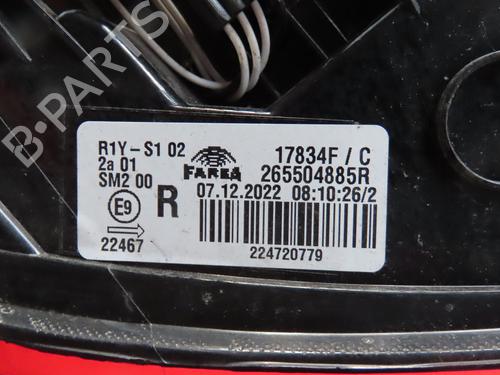 R1Y-S1 02
2a 01
SM2 00
E9
22467
R
FARBA
17834F / C
265504885R
07.12.2022 08:10:26/2
224720779
B-PARTS